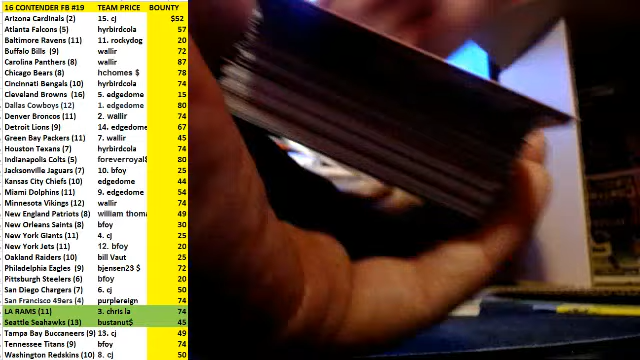 16 CONTENDER FB #19 TEAM PRICE BOUNTY
Arizona Cardinals (2) 15. cj $52
Atlanta Falcons (5) hyrbirdcola 57
Baltimore Ravens (11) 11. rockydog 20
Buffalo Bills (9) wallir 72
Carolina Panthers (8) wallir 87
Chicago Bears (8) hchomes $ 78
Cincinnati Bengals (10) hyrbirdcola 74
Cleveland Browns (16) 5. edgedome 15
Dallas Cowboys (12) 1. edgedome 80
Denver Broncos (11) 2. wallir 74
Detroit Lions (9) 14. edgedome 67
Green Bay Packers (11) 7. wallir 45
Houston Texans (7) hyrbirdcola 74
Indianapolis Colts (5) foreverroyal$ 80
Jacksonville Jaguars (7) 10. bfoy 25
Kansas City Chiefs (10) edgedome 44
Miami Dolphins (11) 9. edgedome 54
Minnesota Vikings (12) wallir 74
New England Patriots (8) william thoma 49
New Orleans Saints (8) bfoy 30
New York Giants (11) 4. cj 25
New York Jets (11) 12. bfoy 20
Oakland Raiders (10) bill Vaut 25
Philadelphia Eagles (9) bjensen23 $ 72
Pittsburgh Steelers (6) bfoy 20
San Diego Chargers (7) 6. cj 50
San Francisco 49ers (4) purplereign 74
LA RAMS (11) 3. chris la 74
Seattle Seahawks (13) bustanut$ 45
Tampa Bay Buccaneers (9) 13. cj 49
Tennessee Titans (9) bfoy 74
Washington Redskins (10) 8. cj 50